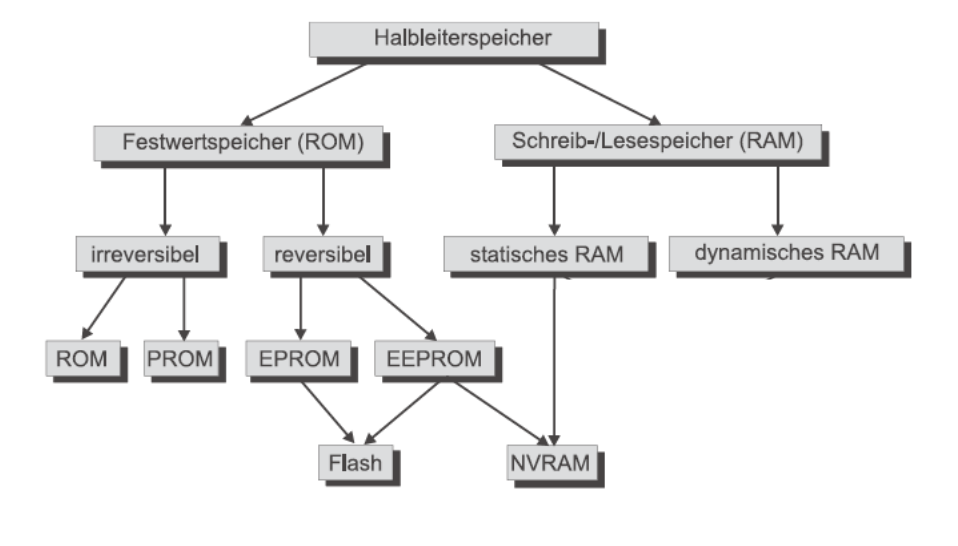 Halbleiterspeicher
Festwertspeicher (ROM)
Schreib-/Lesespeicher (RAM)
irreversibel
reversibel
statisches RAM
dynamisches RAM
ROM
PROM
EPROM
EEPROM
Flash
NVRAM